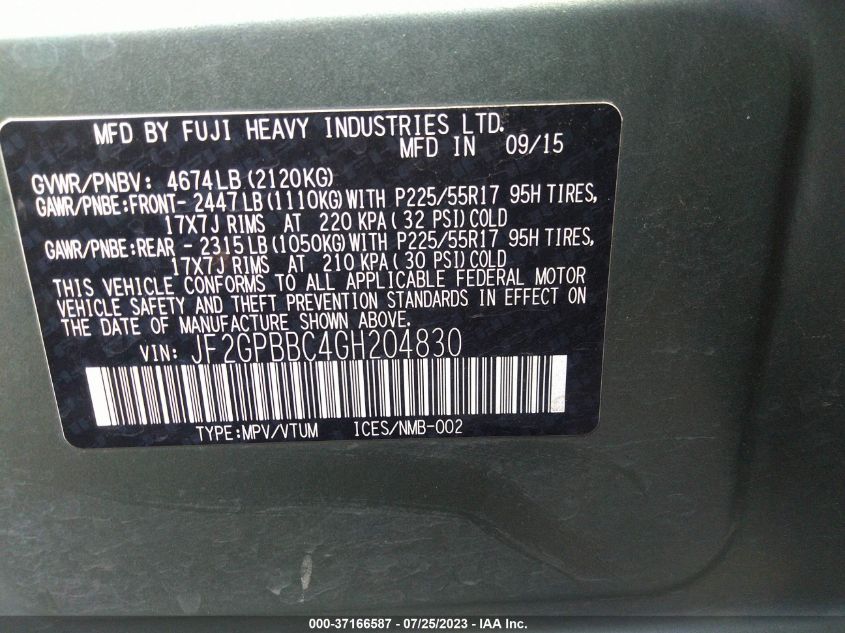 MFD BY FUJI HEAVY INDUSTRIES LTD.
MFD IN 09/15
GVWR/PNBV: 4674LB(2120KG)
GAWR/PNBE:FRONT- 2447LB(1110KG)WITH P225/55R17 95H TIRES,
17X7J RIMS AT 220 KPA(32 PSI)COLD
GAWR/PNBE:REAR - 2315LB(1050KG)WITH P225/55R17 95H TIRES,
17X7J RIMS AT 210 KPA(30 PSI)COLD
THIS VEHICLE CONFORMS TO ALL APPLICABLE FEDERAL MOTOR
VEHICLE SAFETY AND THEFT PREVENTION STANDARDS IN EFFECT ON
THE DATE OF MANUFACTURE SHOWN ABOVE.
VIN: JF2GPBBC4GH204830
TYPE:MPV/VTUM ICES/NMB-002
000-37166587 - 07/25/2023 - IAA Inc.